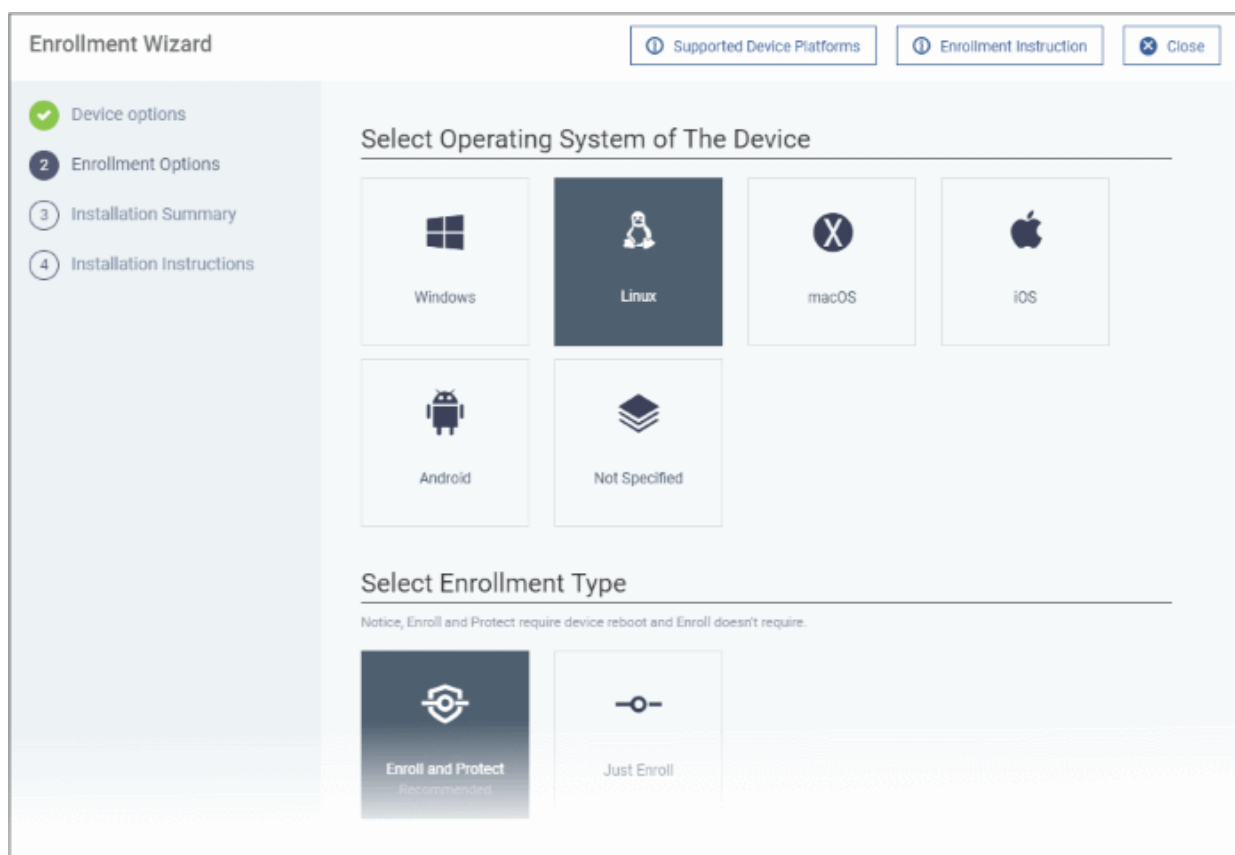 Enrollment Wizard
Supported Device Platforms
Enrollment Instruction
Close
Device options
2 Enrollment Options
3 Installation Summary
4 Installation Instructions
Select Operating System of The Device
Windows
Linux
macOS
iOS
Android
Not Specified
Select Enrollment Type
Notice, Enroll and Protect require device reboot and Enroll doesn't require.
Enroll and Protect
Recommended
Just Enroll